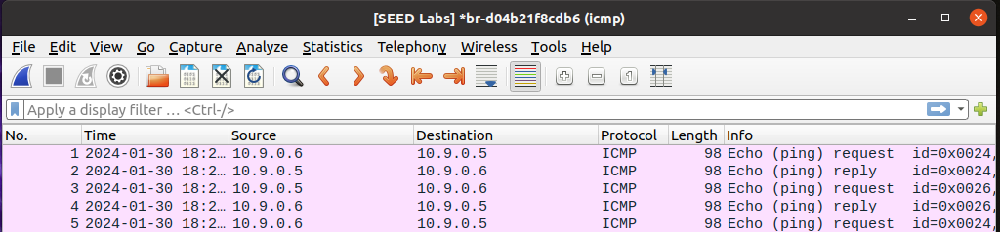 [SEED Labs] *br-d04b21f8cdb6 (icmp)
File Edit View Go Capture Analyze Statistics Telephony Wireless Tools Help
Apply a display filter … <Ctrl-/>
No. Time Source Destination Protocol Length Info
1 2024-01-30 18:2… 10.9.0.6 10.9.0.5 ICMP 98 Echo (ping) request id=0x0024,
2 2024-01-30 18:2… 10.9.0.5 10.9.0.6 ICMP 98 Echo (ping) reply id=0x0024,
3 2024-01-30 18:2… 10.9.0.5 10.9.0.6 ICMP 98 Echo (ping) request id=0x0026,
4 2024-01-30 18:2… 10.9.0.6 10.9.0.5 ICMP 98 Echo (ping) reply id=0x0026,
5 2024-01-30 18:2… 10.9.0.6 10.9.0.5 ICMP 98 Echo (ping) request id=0x0024,